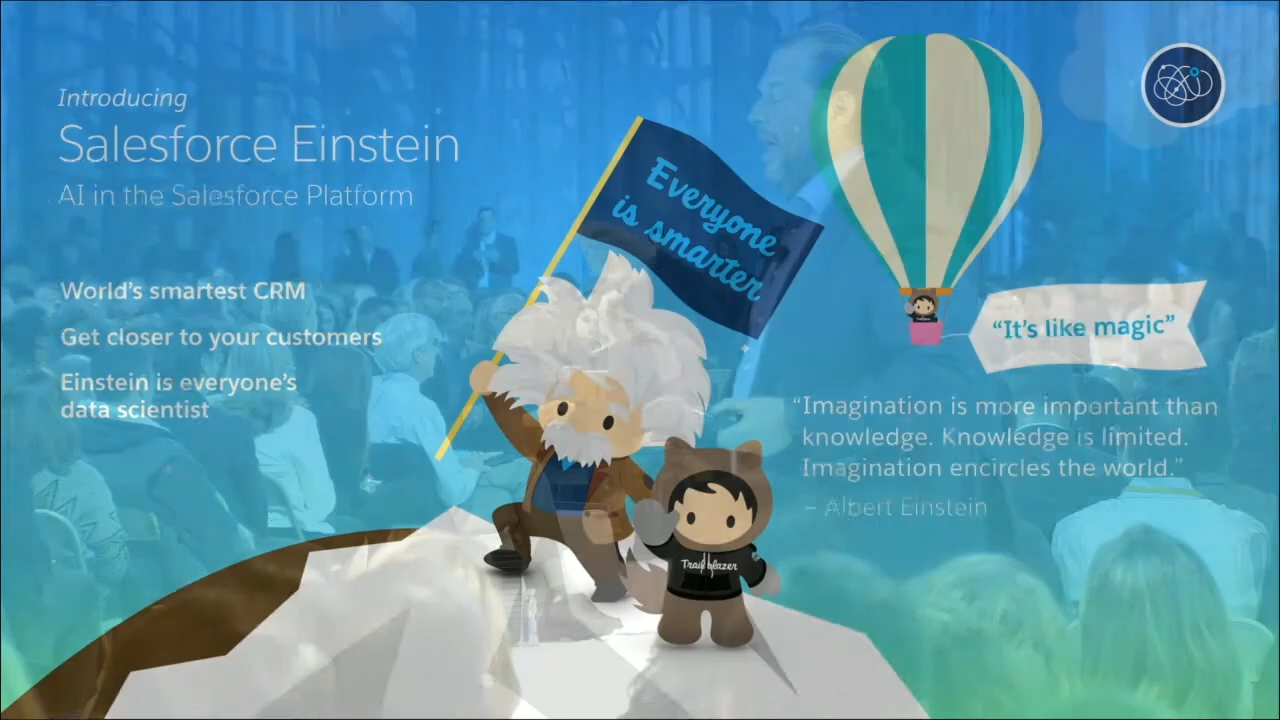 Introducing
Salesforce Einstein
AI in the Salesforce Platform
World's smartest CRM
Get closer to your customers
Einstein is everyone's
data scientist
Everyone
is smarter
"It's like magic"
"Imagination is more important than
knowledge. Knowledge is limited.
Imagination encircles the world."
– Albert Einstein
Trailblazer